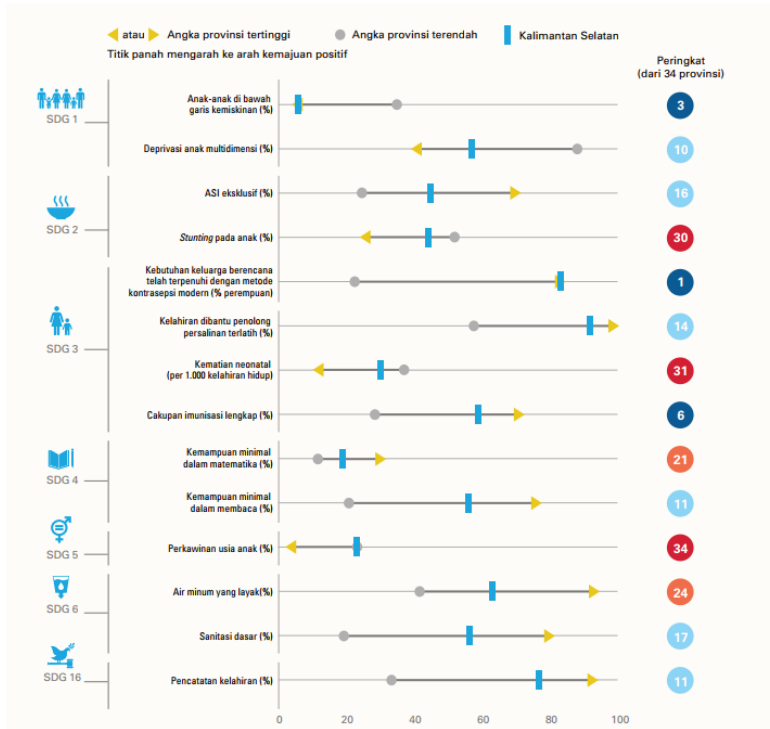 atau Angka provinsi tertinggi Angka provinsi terendah Kalimantan Selatan
Titik panah mengarah ke arah kemajuan positif
Peringkat
(dari 34 provinsi)
SDG 1
Anak-anak di bawah
garis kemiskinan (%)
3
Deprivasi anak multidimensi (%)
10
SDG 2
ASI eksklusif (%)
16
Stunting pada anak (%)
30
SDG 3
Kebutuhan keluarga berencana
telah terpenuhi dengan metode
kontrasepsi modern (% perempuan)
1
Kelahiran dibantu penolong
persalinan terlatih (%)
14
Kematian neonatal
(per 1.000 kelahiran hidup)
31
Cakupan imunisasi lengkap (%)
6
SDG 4
Kemampuan minimal
dalam matematika (%)
21
Kemampuan minimal
dalam membaca (%)
11
SDG 5
Perkawinan usia anak (%)
34
SDG 6
Air minum yang layak(%)
24
Sanitasi dasar (%)
17
SDG 16
Pencatatan kelahiran (%)
11
0 20 40 60 80 100